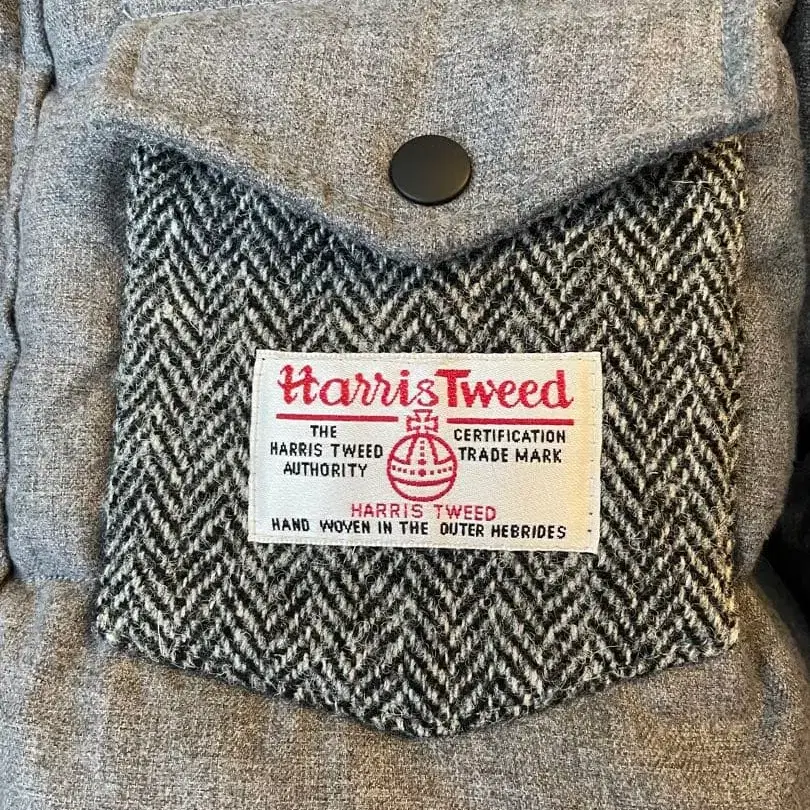 Harris Tweed
THE
HARRIS TWEED
AUTHORITY
CERTIFICATION
TRADE MARK
HARRIS TWEED
HAND WOVEN IN THE OUTER HEBRIDES